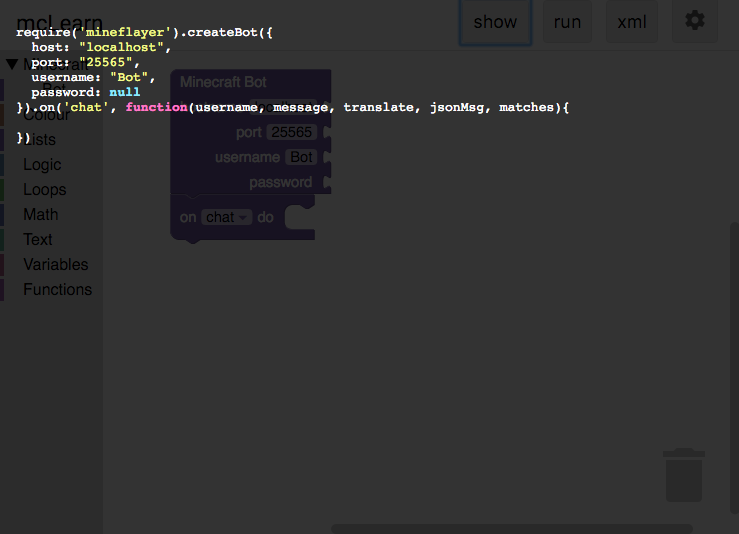 mcLearn
show
run
xml
require('mineflayer').createBot({
host: "localhost",
port: "25565",
username: "Bot",
password: null
}).on('chat', function(username, message, translate, jsonMsg, matches){
})
Minecraft
Bot
Colour
Lists
Logic
Loops
Math
Text
Variables
Functions
Minecraft Bot
port 25565
username Bot
password
on chat do